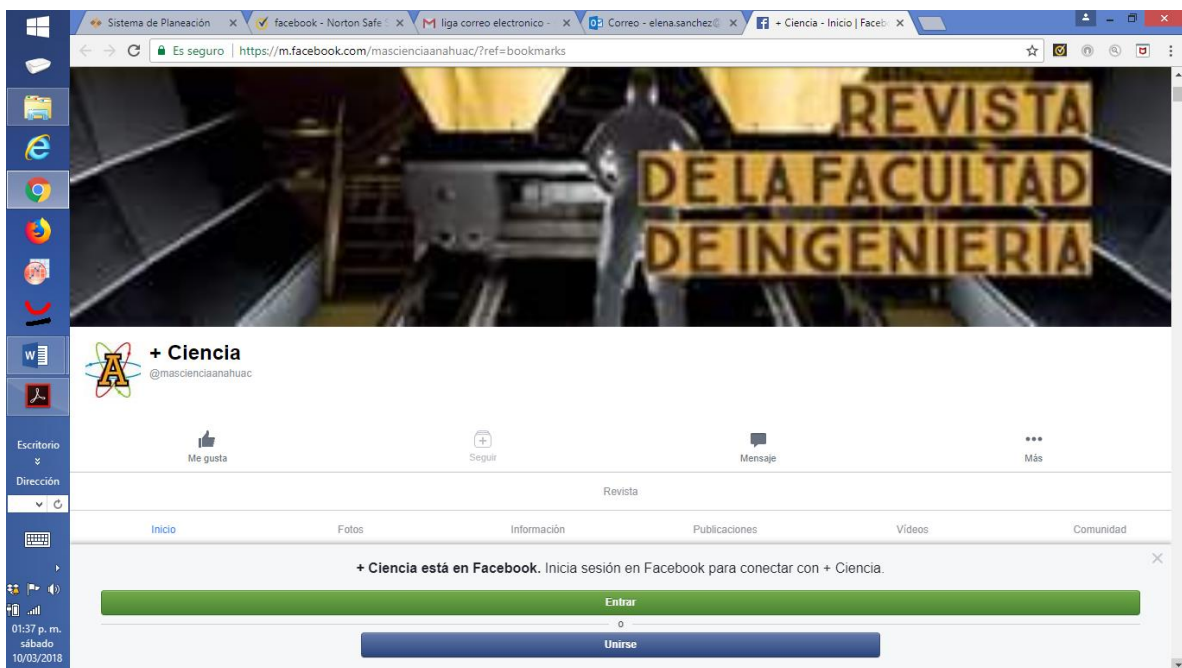 Sistema de Planeación
facebook - Norton Safe S
liga correo electronico -
Correo - elena.sanchez@
+ Ciencia - Inicio | Faceb
Es seguro | https://m.facebook.com/mascienciaanahuac/?ref=bookmarks
REVISTA
DE LA FACULTAD
DE INGENIERÍA
+ Ciencia
@mascienciaanahuac
Me gusta
Seguir
Mensaje
Más
Revista
Inicio
Fotos
Información
Publicaciones
Vídeos
Comunidad
+ Ciencia está en Facebook. Inicia sesión en Facebook para conectar con + Ciencia.
Entrar
o
Unirse
Escritorio
Dirección
01:37 p. m.
sábado
10/03/2018